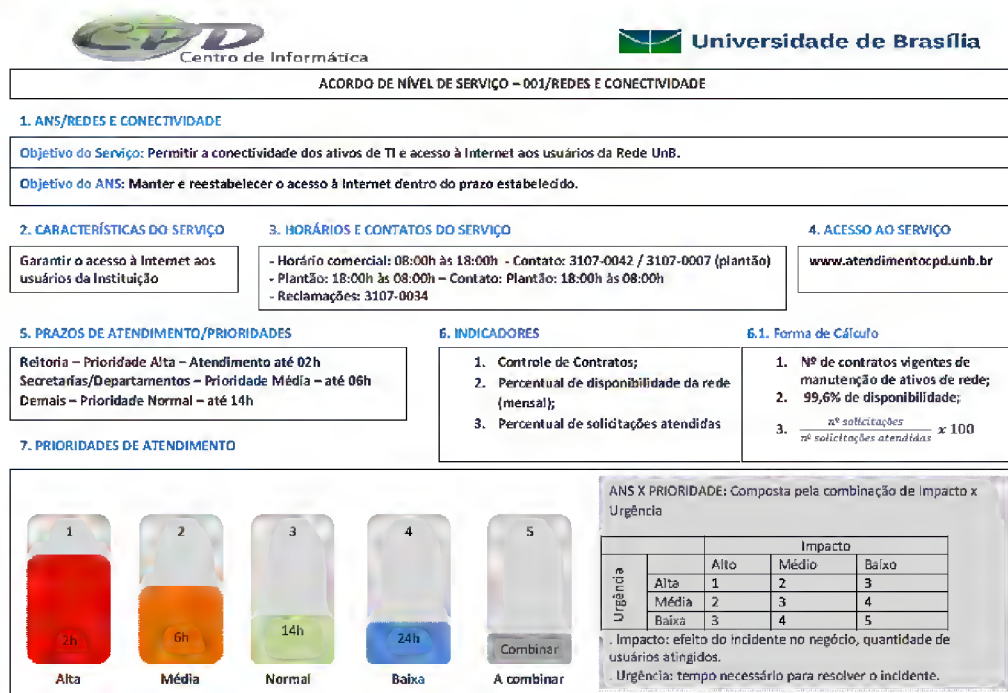 CPD
Centro de Informática
Universidade de Brasília
ACORDO DE NÍVEL DE SERVIÇO – 001/REDES E CONECTIVIDADE
1. ANS/REDES E CONECTIVIDADE
Objetivo do Serviço: Permitir a conectividade dos ativos de TI e acesso à Internet aos usuários da Rede UnB.
Objetivo do ANS: Manter e reestabelecer o acesso à Internet dentro do prazo estabelecido.
2. CARACTERÍSTICAS DO SERVIÇO
Garantir o acesso à Internet aos
usuários da Instituição
3. HORÁRIOS E CONTATOS DO SERVIÇO
- Horário comercial: 08:00h às 18:00h - Contato: 3107-0042 / 3107-0007 (plantão)
- Plantão: 18:00h às 08:00h – Contato: Plantão: 18:00h às 08:00h
- Reclamações: 3107-0034
4. ACESSO AO SERVIÇO
www.atendimentocpd.unb.br
5. PRAZOS DE ATENDIMENTO/PRIORIDADES
Reitoria – Prioridade Alta – Atendimento até 02h
Secretarias/Departamentos – Prioridade Média – até 06h
Demais – Prioridade Normal – até 14h
6. INDICADORES
1. Controle de Contratos;
2. Percentual de disponibilidade da rede
(mensal);
3. Percentual de solicitações atendidas
6.1. Forma de Cálculo
1. Nº de contratos vigentes de
manutenção de ativos de rede;
2. 99,6% de disponibilidade;
3. nº solicitações
nº solicitações atendidas x 100
7. PRIORIDADES DE ATENDIMENTO
1 2 3 4 5
2h 6h 14h 24h Combinar
Alta Média Normal Baixa A combinar
ANS X PRIORIDADE: Composta pela combinação de Impacto x
Urgência
Impacto
Alto Médio Baixo
Urgência
Alta 1 2 3
Média 2 3 4
Baixa 3 4 5
. Impacto: efeito do incidente no negócio, quantidade de
usuários atingidos.
. Urgência: tempo necessário para resolver o incidente.